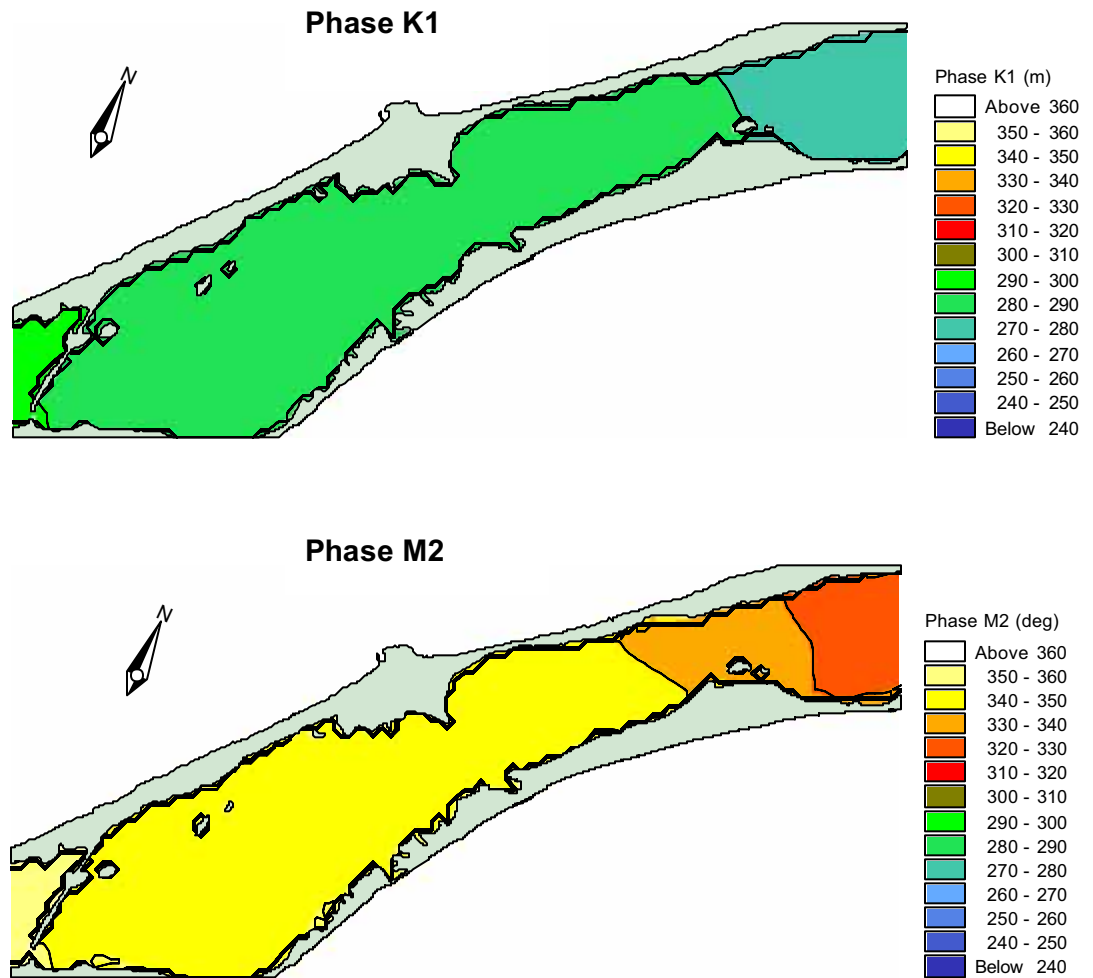 Phase K1
N
Phase K1 (m)
Above 360
350 - 360
340 - 350
330 - 340
320 - 330
310 - 320
300 - 310
290 - 300
280 - 290
270 - 280
260 - 270
250 - 260
240 - 250
Below 240
Phase M2
N
Phase M2 (deg)
Above 360
350 - 360
340 - 350
330 - 340
320 - 330
310 - 320
300 - 310
290 - 300
280 - 290
270 - 280
260 - 270
250 - 260
240 - 250
Below 240